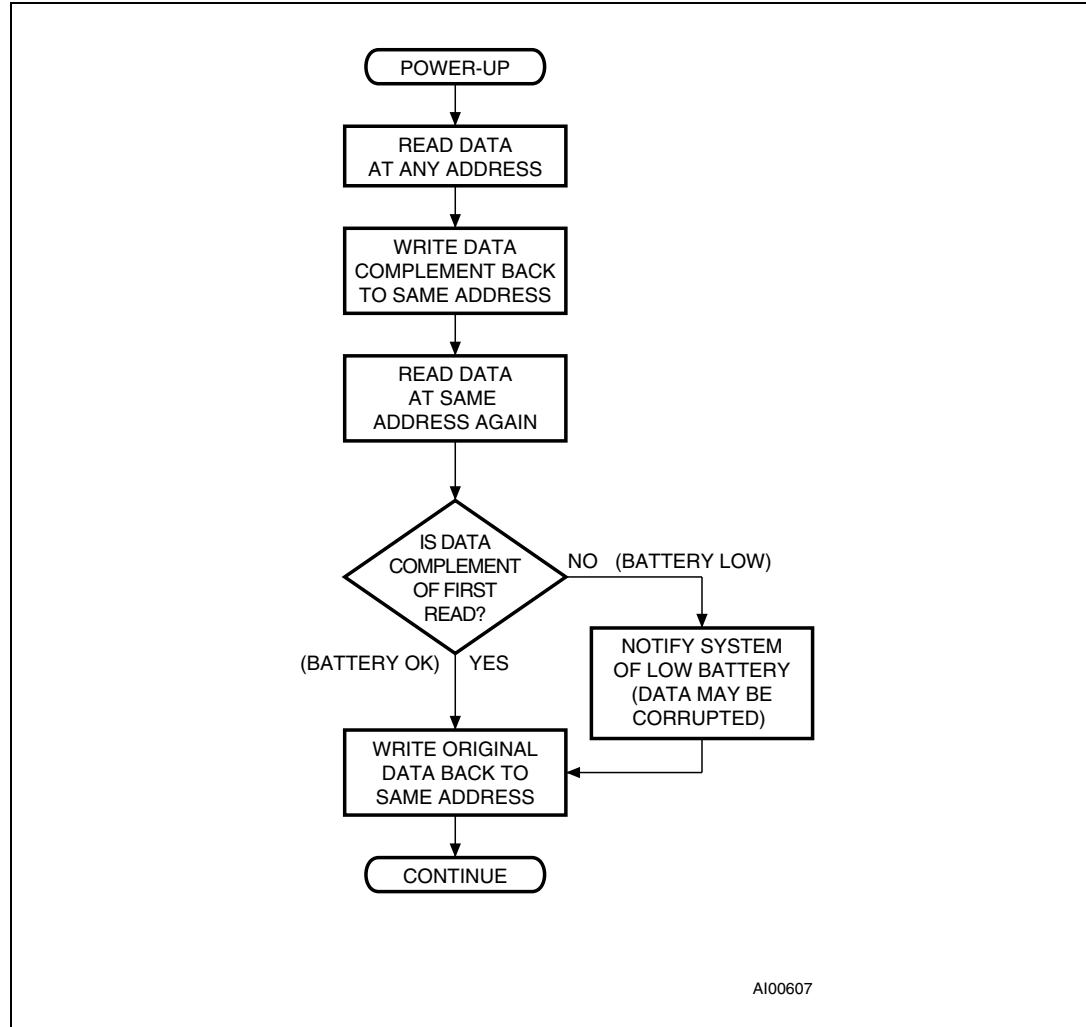 POWER-UP
READ DATA
AT ANY ADDRESS
WRITE DATA
COMPLEMENT BACK
TO SAME ADDRESS
READ DATA
AT SAME
ADDRESS AGAIN
IS DATA
COMPLEMENT
OF FIRST
READ?
NO (BATTERY LOW)
NOTIFY SYSTEM
OF LOW BATTERY
(DATA MAY BE
CORRUPTED)
(BATTERY OK) YES
WRITE ORIGINAL
DATA BACK TO
SAME ADDRESS
CONTINUE
AI00607